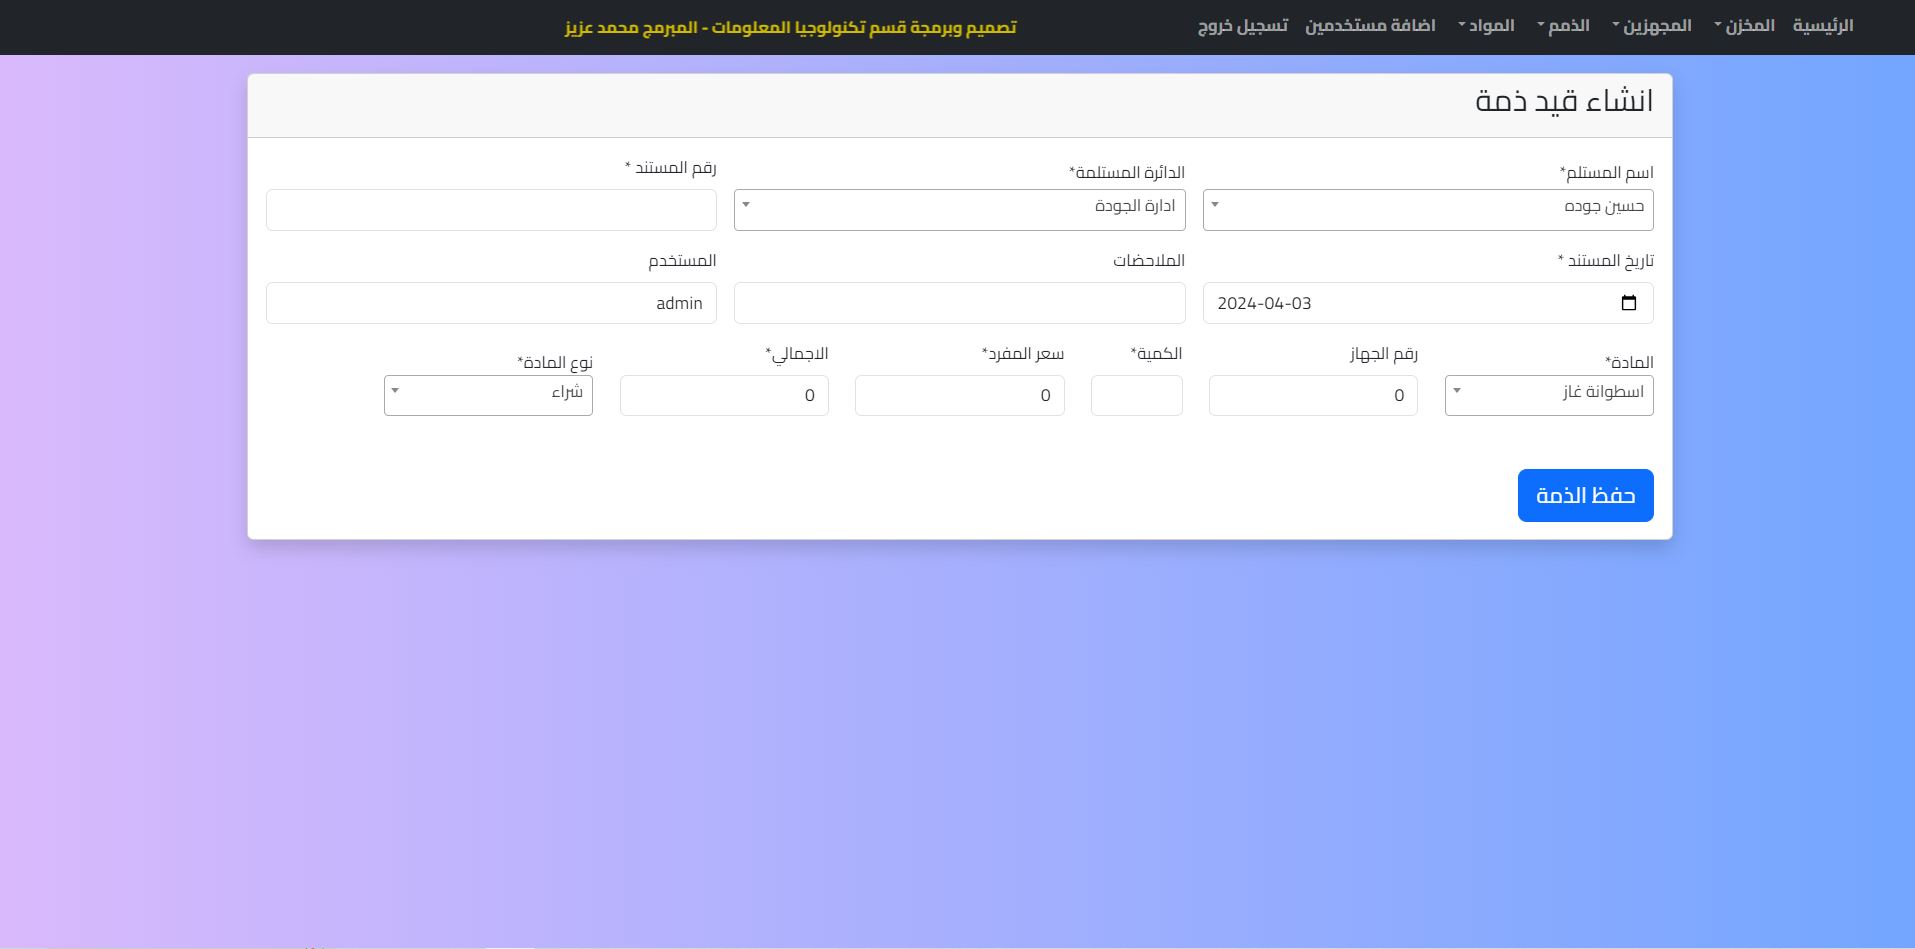 الرئيسية المخزن المجهزين الذمم المواد اضافة مستخدمين تسجيل خروج تصميم وبرمجة قسم تكنولوجيا المعلومات - المبرمج محمد عزيز
انشاء قيد ذمة
اسم المستلم* الدائرة المستلمة* رقم المستند *
حسين جوده ادارة الجودة
تاريخ المستند * الملاحضات المستخدم
2024-04-03 admin
المادة* رقم الجهاز الكمية* سعر المفرد* الاجمالي* نوع المادة*
اسطوانة غاز 0 0 0 شراء
حفظ الذمة